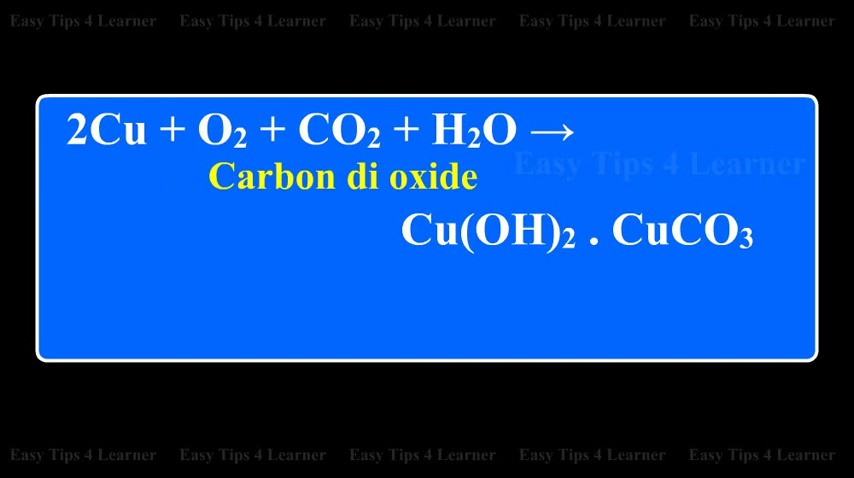 Easy Tips 4 Learner Easy Tips 4 Learner Easy Tips 4 Learner Easy Tips 4 Learner Easy Tips 4 Learner
2Cu + O₂ + CO₂ + H₂O →
Easy Tips 4 Learner
Carbon di oxide
Cu(OH)₂ . CuCO₃
Easy Tips 4 Learner Easy Tips 4 Learner Easy Tips 4 Learner Easy Tips 4 Learner Easy Tips 4 Learner